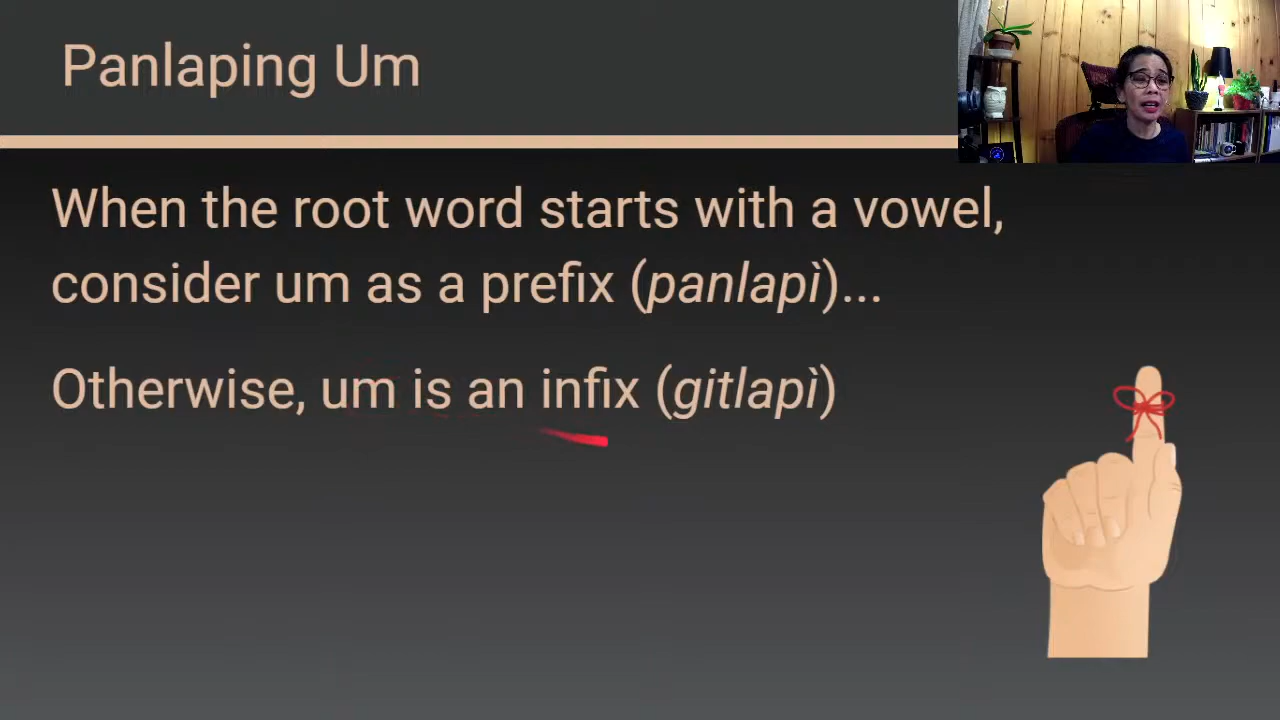 Panlaping Um
When the root word starts with a vowel,
consider um as a prefix (panlapì)...
Otherwise, um is an infix (gitlapì)